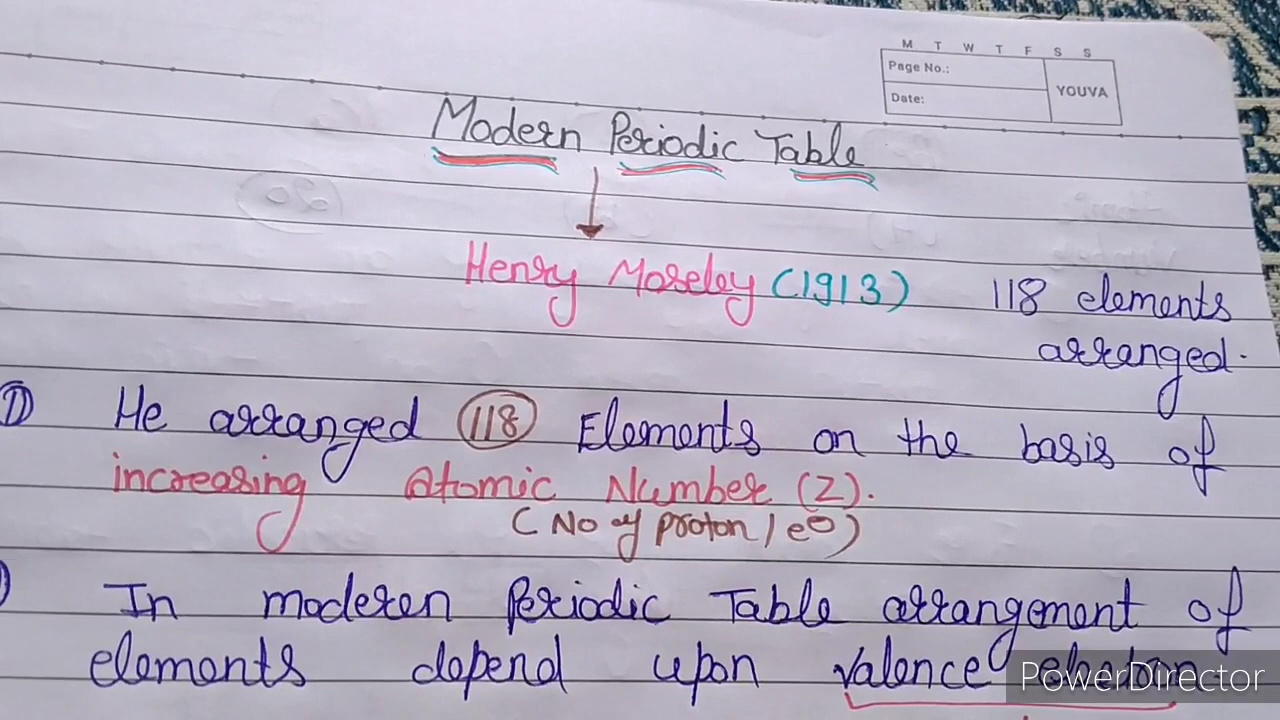 M T W T F S S
Page No.:
Date:
YOUVA
Modern Periodic Table
Henry Moseley (1913) 118 elements
arranged.
1) He arranged 118 Elements on the basis of
increasing Atomic Number (Z).
(No of proton / e⊖)
In moderen Periodic Table arrangement of
elements depend upon valence electron
PowerDirector